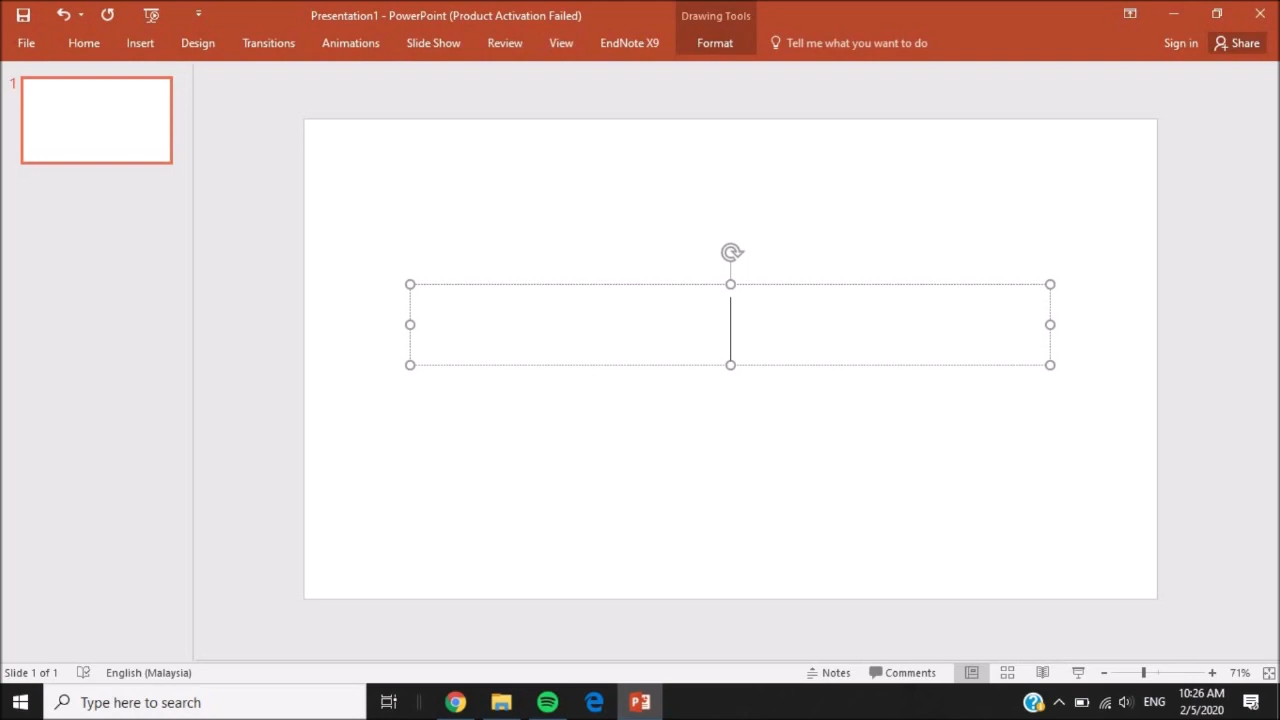 Presentation1 - PowerPoint (Product Activation Failed)
Drawing Tools
File Home Insert Design Transitions Animations Slide Show Review View EndNote X9 Format Tell me what you want to do Sign in Share
1
Slide 1 of 1 English (Malaysia) Notes Comments 71%
Type here to search ENG 10:26 AM
2/5/2020